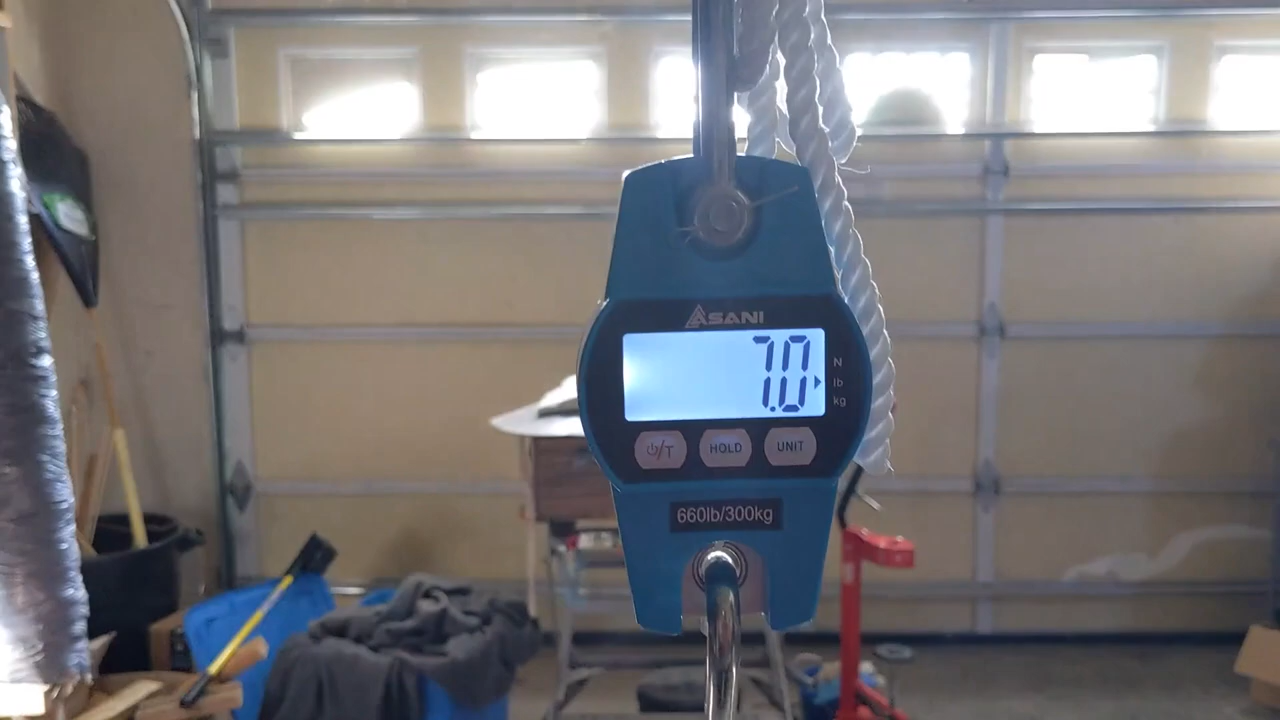 ASANI
7.0
N
lb
kg
⏻/T
HOLD
UNIT
660lb/300kg